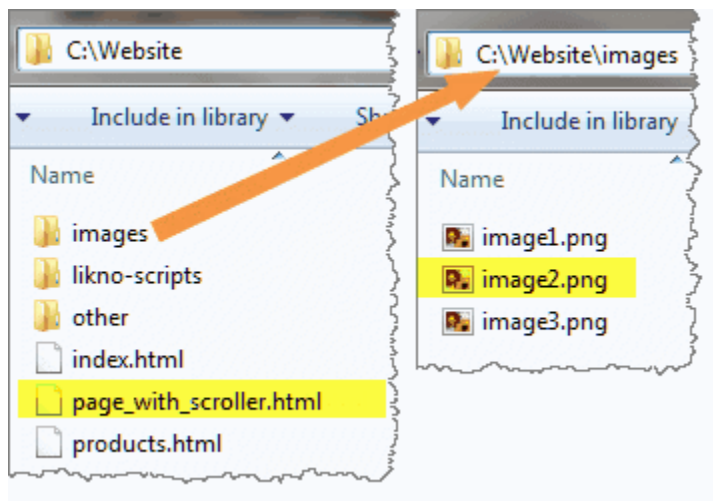 C:\Website
Include in library
Sh
Name
images
likno-scripts
other
index.html
page_with_scroller.html
products.html
C:\Website\images
Include in library
Name
image1.png
image2.png
image3.png